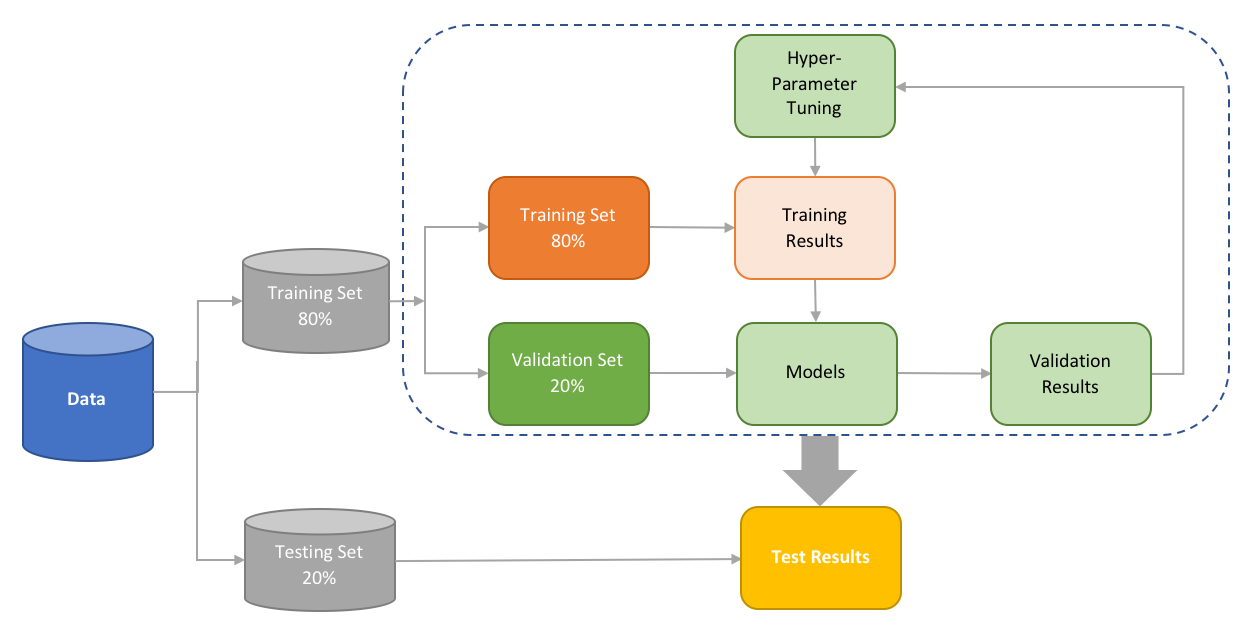 Hyper-
Parameter
Tuning
Training Set
80%
Training
Results
Training Set
80%
Validation Set
20%
Models
Validation
Results
Data
Testing Set
20%
Test Results